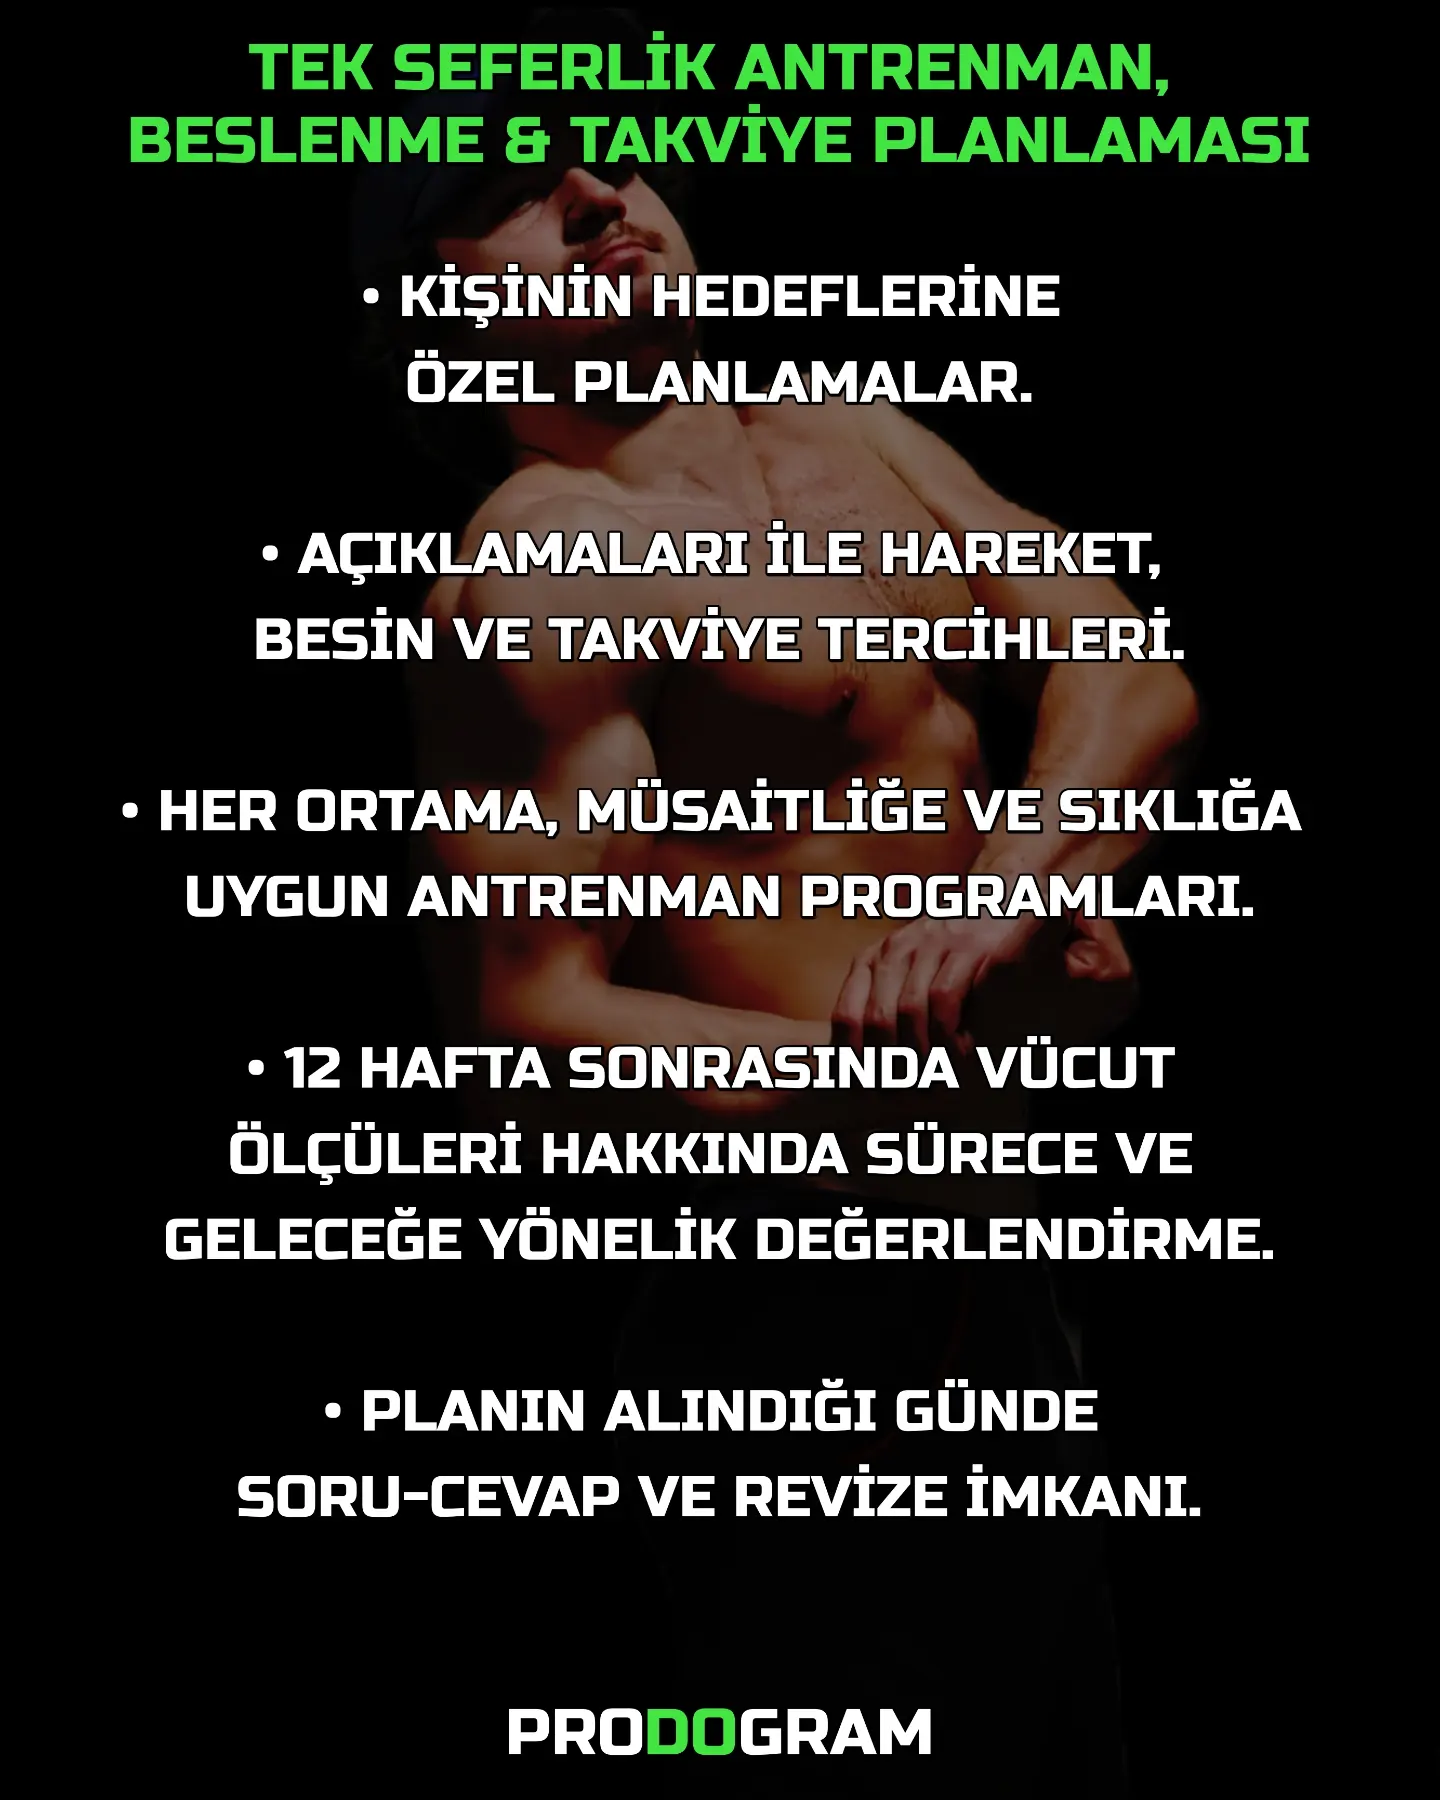 TEK SEFERLİK ANTRENMAN,
BESLENME & TAKVİYE PLANLAMASI
• KİŞİNİN HEDEFLERİNE
ÖZEL PLANLAMALAR.
• AÇIKLAMALARI İLE HAREKET,
BESİN VE TAKVİYE TERCİHLERİ.
• HER ORTAMA, MÜSAİTLİĞE VE SIKLIĞA
UYGUN ANTRENMAN PROGRAMLARI.
• 12 HAFTA SONRASINDA VÜCUT
ÖLÇÜLERİ HAKKINDA SÜRECE VE
GELECEĞE YÖNELİK DEĞERLENDİRME.
• PLANIN ALINDIĞI GÜNDE
SORU-CEVAP VE REVİZE İMKANI.
PRODOGRAM